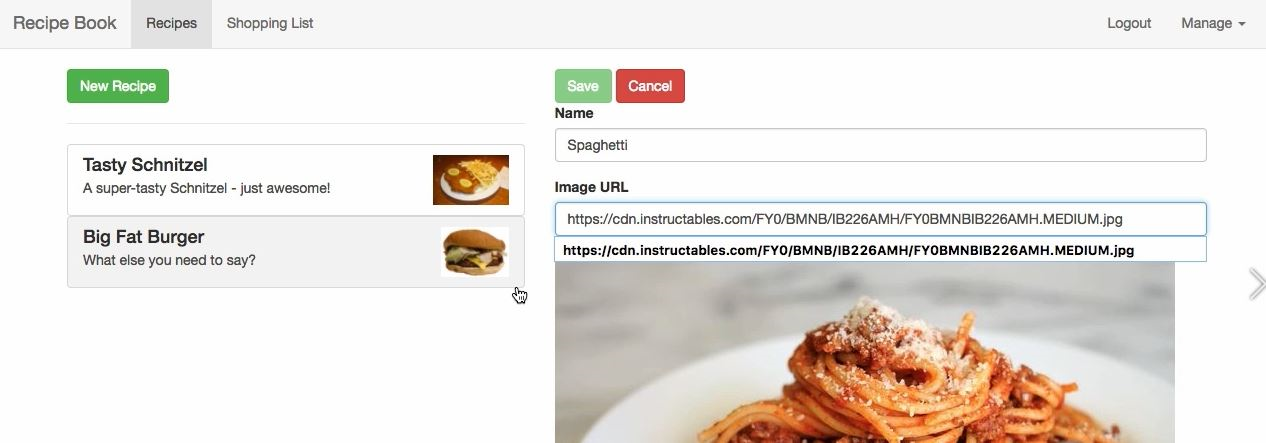 Recipe Book Recipes Shopping List Logout Manage
New Recipe
Tasty Schnitzel
A super-tasty Schnitzel - just awesome!
Big Fat Burger
What else you need to say?
Save Cancel
Name
Spaghetti
Image URL
https://cdn.instructables.com/FY0/BMNB/IB226AMH/FY0BMNBIB226AMH.MEDIUM.jpg
https://cdn.instructables.com/FY0/BMNB/IB226AMH/FY0BMNBIB226AMH.MEDIUM.jpg